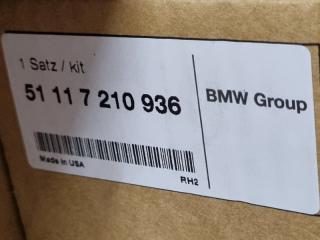 1 Satz / kit
51 11 7 210 936
BMW Group
Made in USA
RH2